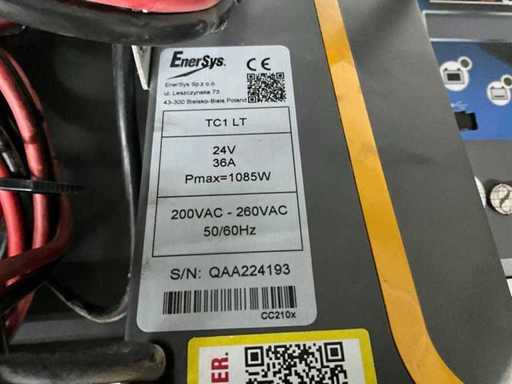 EnerSys.
CE
EnerSys Sp.z o.o.
ul. Leszczyńska 73
43-300 Bielsko-Biała, Poland
TC1 LT
24V
36A
Pmax=1085W
200VAC - 260VAC
50/60Hz
S/N: QAA224193
CC210x
ER.